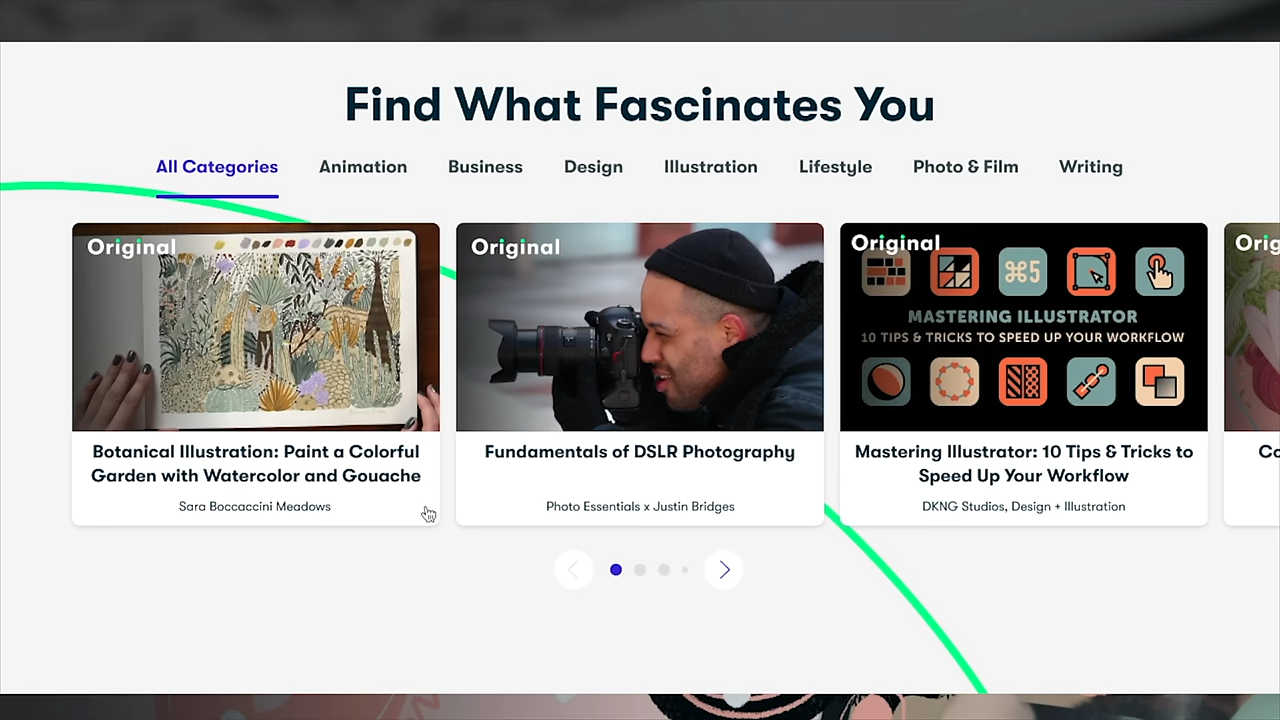 Find What Fascinates You
All Categories
Animation
Business
Design
Illustration
Lifestyle
Photo & Film
Writing
Original
Original
Original
⌘5
MASTERING ILLUSTRATOR
10 TIPS & TRICKS TO SPEED UP YOUR WORKFLOW
Botanical Illustration: Paint a Colorful
Garden with Watercolor and Gouache
Sara Boccaccini Meadows
Fundamentals of DSLR Photography
Photo Essentials x Justin Bridges
Mastering Illustrator: 10 Tips & Tricks to
Speed Up Your Workflow
DKNG Studios, Design + Illustration